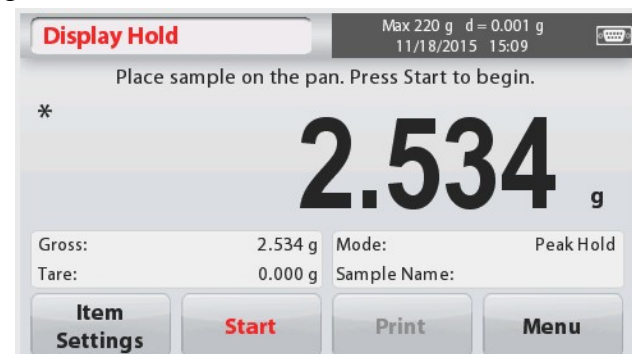 Display Hold
Max 220 g d = 0.001 g
11/18/2015 15:09
Place sample on the pan. Press Start to begin.
*
2.534 g
Gross: 2.534 g
Tare: 0.000 g
Mode: Peak Hold
Sample Name:
Item
Settings
Start
Print
Menu